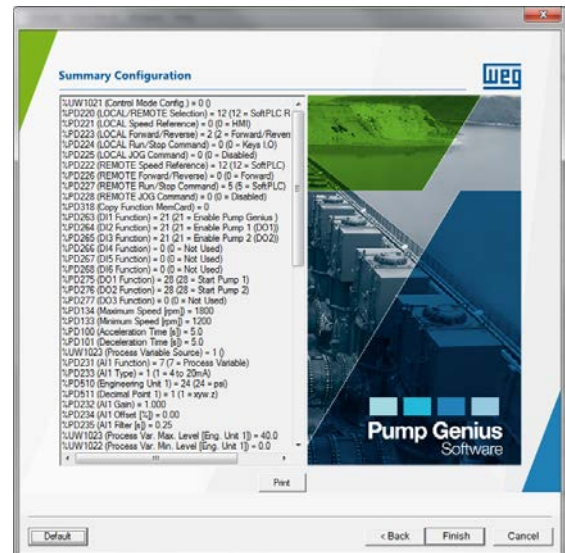 Summary Configuration
weg
%UW1021 (Control Mode Config.) = 0 ()
%PD220 (LOCAL/REMOTE Selection) = 12 (12 = SoftPLC R
%PD221 (LOCAL Speed Reference) = 0 (0 = HMI)
%PD223 (LOCAL Forward/Reverse) = 2 (2 = Forward/Reven
%PD224 (LOCAL Run/Stop Command) = 0 (0 = Keys I,O)
%PD225 (LOCAL JOG Command) = 0 (0 = Disabled)
%PD222 (REMOTE Speed Reference) = 12 (12 = SoftPLC)
%PD226 (REMOTE Forward/Reverse) = 0 (0 = Forward)
%PD227 (REMOTE Run/Stop Command) = 5 (5 = SoftPLC)
%PD228 (REMOTE JOG Command) = 0 (0 = Disabled)
%PD318 (Copy Function MemCard) = 0
%PD263 (DI1 Function) = 21 (21 = Enable Pump Genius )
%PD264 (DI2 Function) = 21 (21 = Enable Pump 1 (DO1))
%PD265 (DI3 Function) = 21 (21 = Enable Pump 2 (DO2))
%PD266 (DI4 Function) = 0 (0 = Not Used)
%PD267 (DI5 Function) = 0 (0 = Not Used)
%PD268 (DI6 Function) = 0 (0 = Not Used)
%PD275 (DO1 Function) = 28 (28 = Start Pump 1)
%PD276 (DO2 Function) = 28 (28 = Start Pump 2)
%PD277 (DO3 Function) = 0 (0 = Not Used)
%PD134 (Maximum Speed [rpm]) = 1800
%PD133 (Minimum Speed [rpm]) = 1200
%PD100 (Acceleration Time [s]) = 5.0
%PD101 (Deceleration Time [s]) = 5.0
%UW1023 (Process Variable Source) = 1 ()
%PD231 (AI1 Function) = 7 (7 = Process Variable)
%PD233 (AI1 Type) = 1 (1 = 4 to 20mA)
%PD510 (Engineering Unit 1) = 24 (24 = psi)
%PD511 (Decimal Point 1) = 1 (1 = xyw.z)
%PD232 (AI1 Gain) = 1.000
%PD234 (AI1 Offset [%]) = 0.00
%PD235 (AI1 Filter [s]) = 0.25
%UW1023 (Process Var. Max. Level [Eng. Unit 1]) = 40.0
%UW1022 (Process Var. Min. Level [Eng. Unit 1]) = 0.0
Pump Genius
Software
Print
Default
< Back
Finish
Cancel